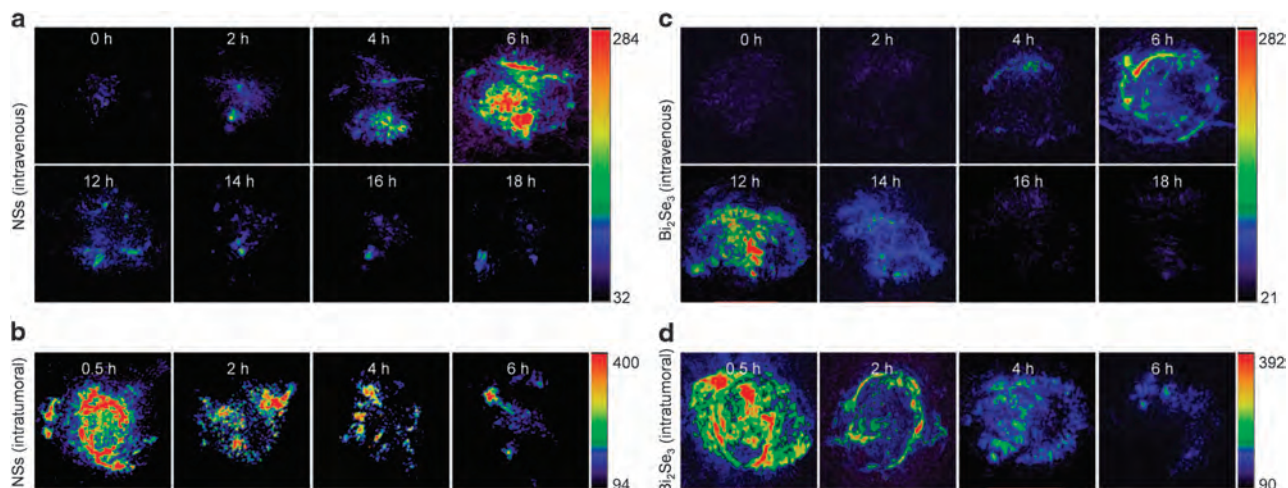 a
NSs (intravenous)
0 h
2 h
4 h
6 h
284
12 h
14 h
16 h
18 h
32
b
NSs (intratumoral)
0.5 h
2 h
4 h
6 h
400
94
c
Bi₂Se₃ (intravenous)
0 h
2 h
4 h
6 h
282
12 h
14 h
16 h
18 h
21
d
Bi₂Se₃ (intratumoral)
0.5 h
2 h
4 h
6 h
392
90